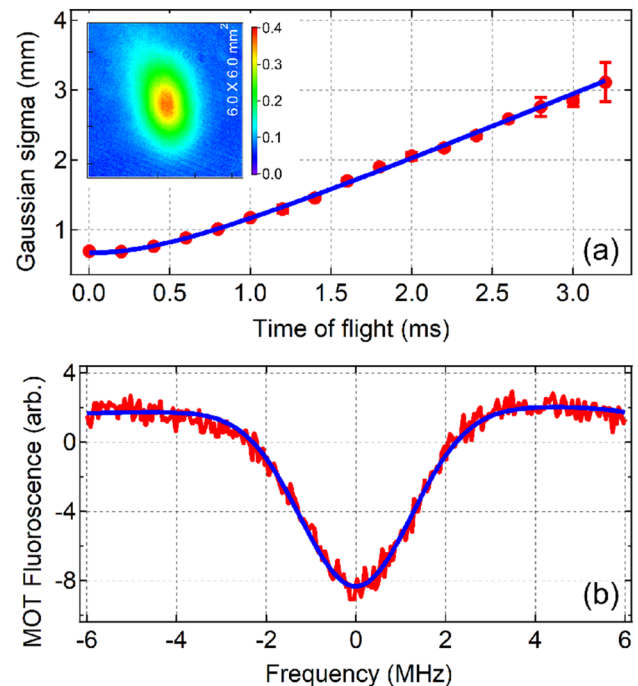 Gaussian sigma (mm)
4
3
2
1
6.0 X 6.0 mm²
0.4
0.3
0.2
0.1
0.0
(a)
0.0 0.5 1.0 1.5 2.0 2.5 3.0
Time of flight (ms)
MOT Fluoroscence (arb.)
4
0
-4
-8
(b)
-6 -4 -2 0 2 4 6
Frequency (MHz)